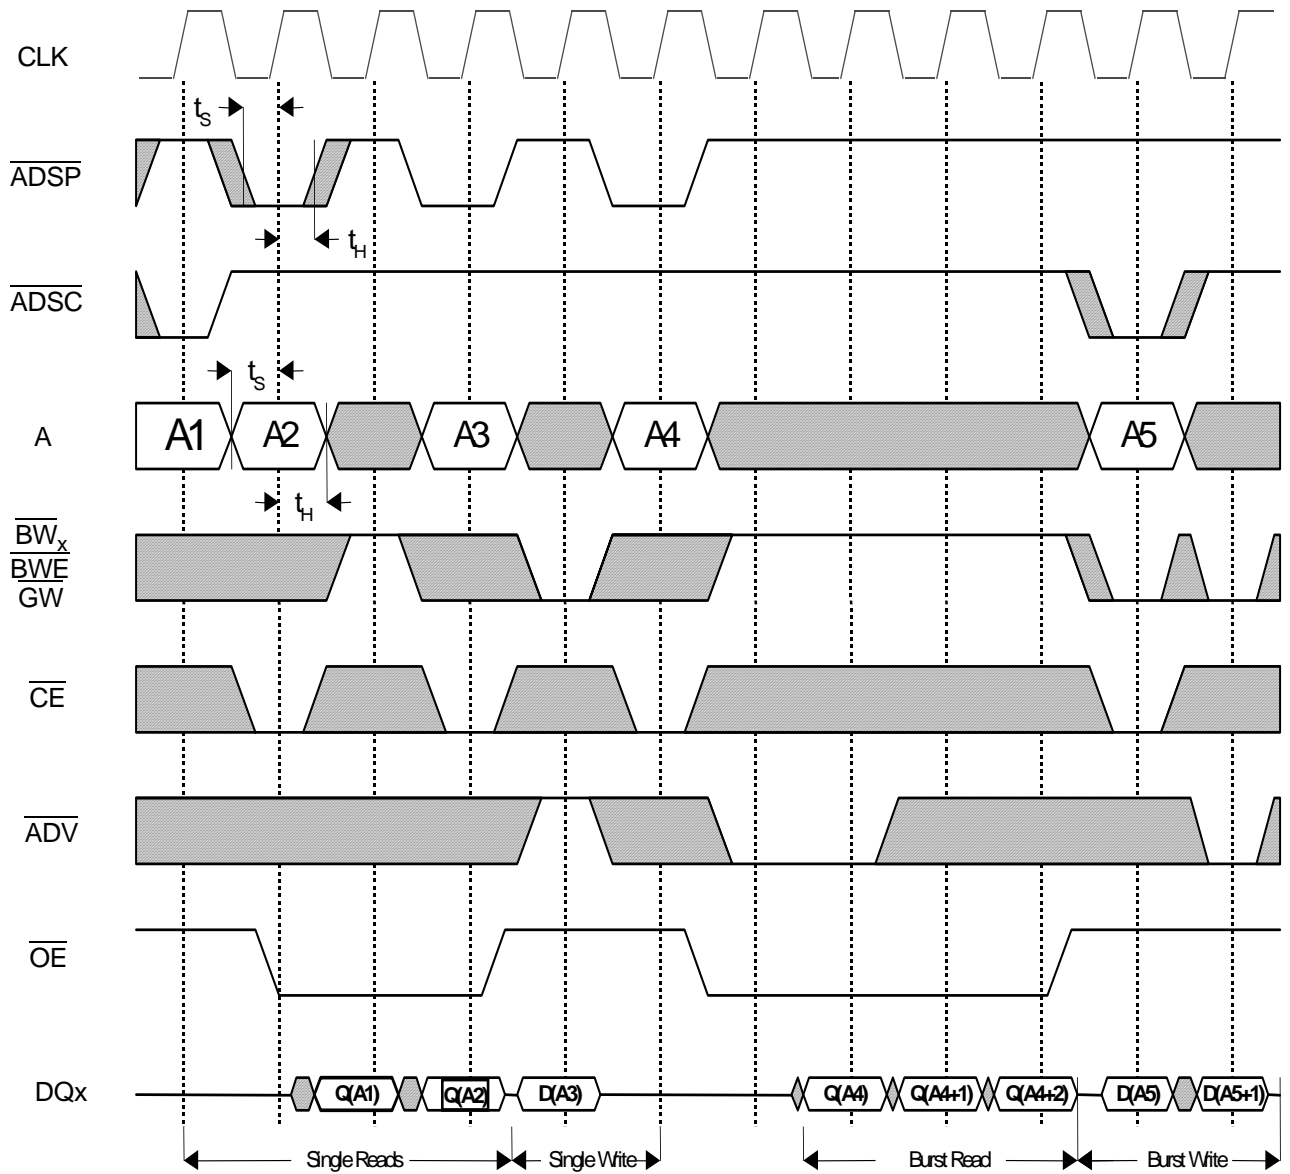 CLK
tS
ADSP
tH
ADSC
tS
A A1 A2 A3 A4 A5
tH
BWx
BWE
GW
CE
ADV
OE
DQx Q(A1) Q(A2) D(A3) Q(A4) Q(A4+1) Q(A4+2) D(A5) D(A5+1)
Single Reads Single Write Burst Read Burst Write